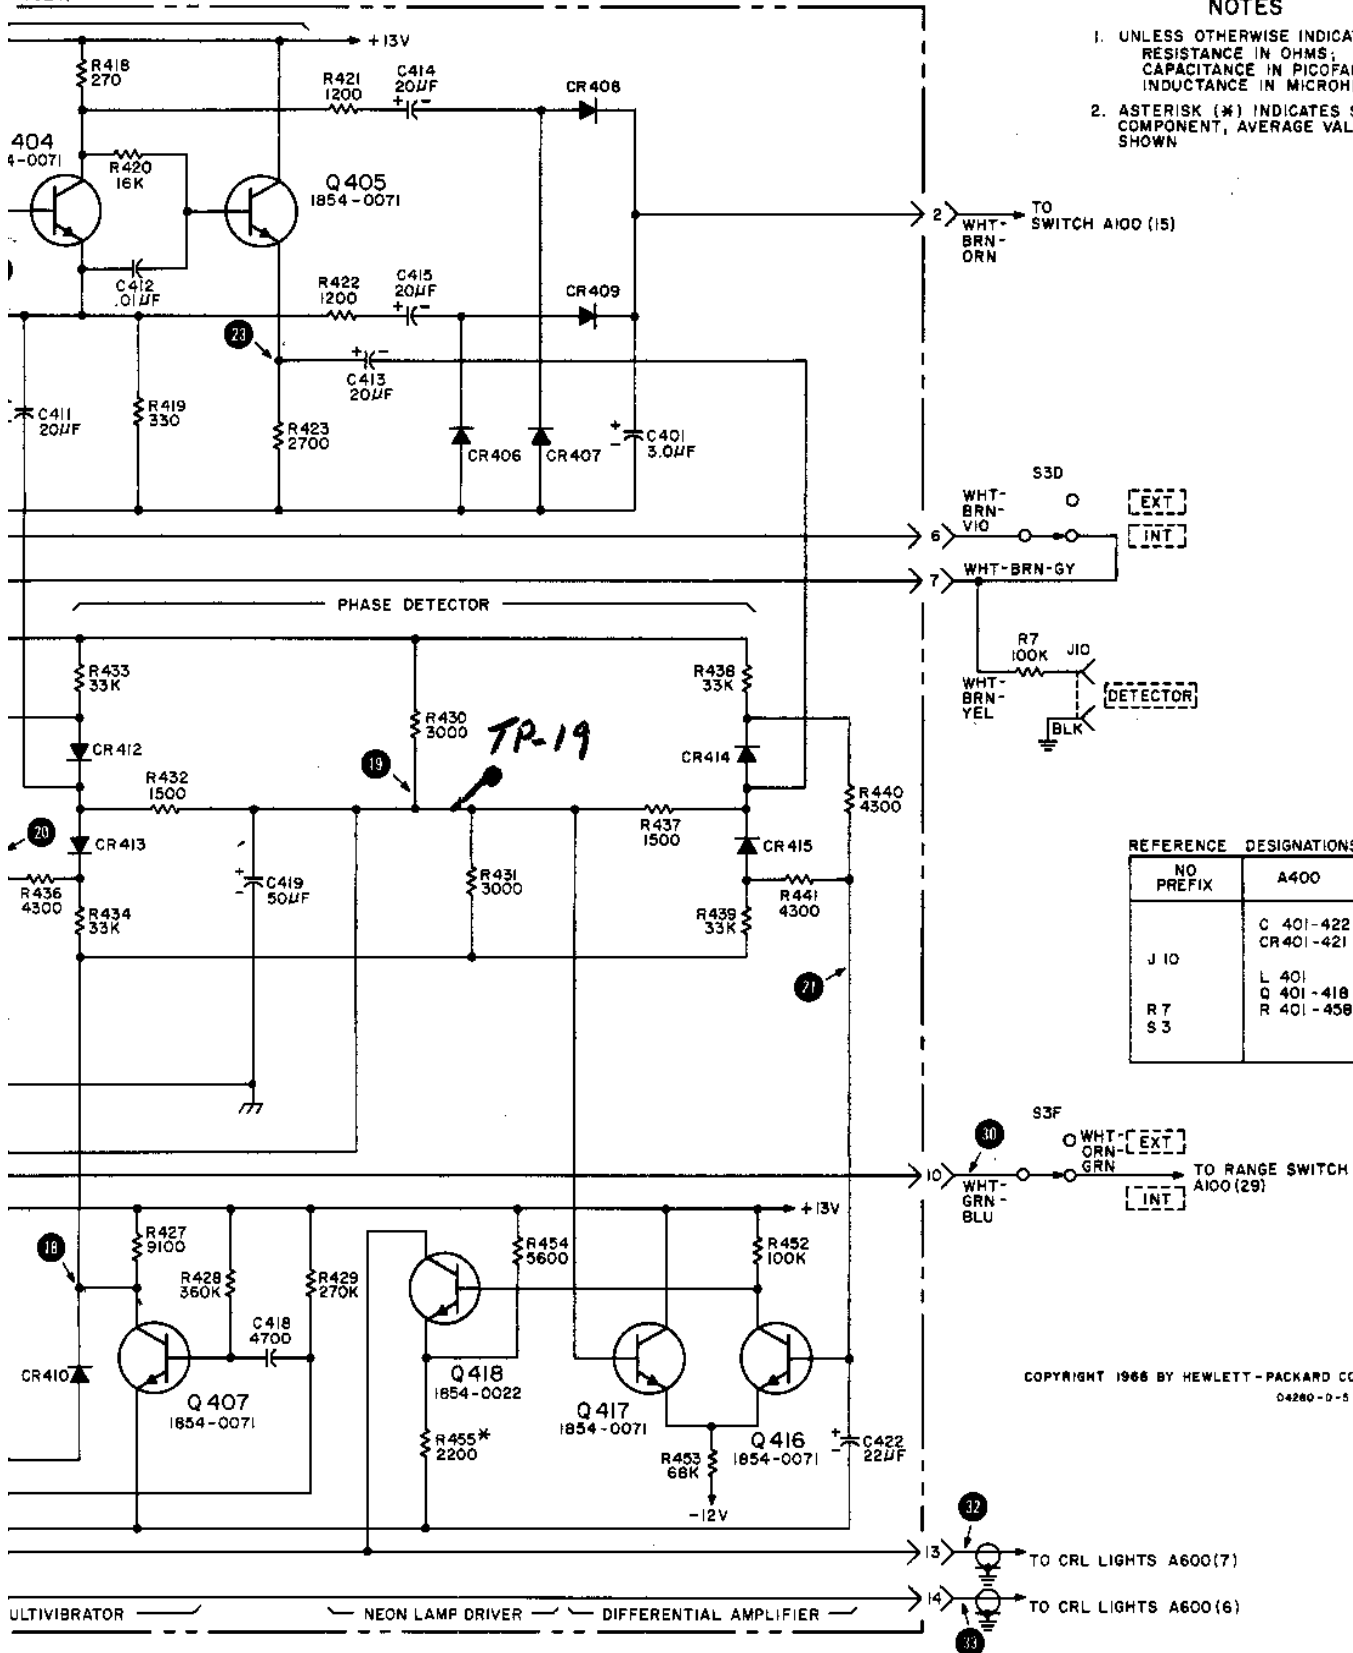 NOTES
1. UNLESS OTHERWISE INDICA
RESISTANCE IN OHMS;
CAPACITANCE IN PICOFA
INDUCTANCE IN MICROH
2. ASTERISK (*) INDICATES
COMPONENT, AVERAGE VAL
SHOWN
+13V
R418
270
R421
1200
C414
20µF
+ -
CR408
404
4-0071
R420
16K
Q405
1854-0071
2
TO
SWITCH A100 (15)
WHT-
BRN-
ORN
C412
.01µF
R422
1200
C415
20µF
+ -
CR409
23
+ -
C413
20µF
C411
20µF
R419
330
R423
2700
CR406
CR407
+
-
C401
3.0µF
S3D
WHT-
BRN-
VIO
EXT
6
INT
7
WHT-BRN-GY
PHASE DETECTOR
R433
33K
R430
3000
TP-19
R438
33K
R7
100K
J10
WHT-
BRN-
YEL
DETECTOR
BLK
CR412
19
CR414
R432
1500
R440
4300
20
CR413
R437
1500
CR415
REFERENCE DESIGNATIONS
NO
PREFIX
A400
C 401-422
CR401-421
J 10
L 401
Q 401-418
R 7
R 401-458
S 3
R436
4300
+
-
C419
50µF
R431
3000
R441
4300
R434
33K
R439
33K
21
S3F
30
WHT-
ORN-
GRN
EXT
10
TO RANGE SWITCH
A100(29)
WHT-
GRN-
BLU
INT
+13V
18
R427
9100
R428
360K
R429
270K
R454
5600
R452
100K
C418
4700
CR410
Q407
1854-0071
Q418
1854-0022
Q417
1854-0071
Q416
1854-0071
COPYRIGHT 1966 BY HEWLETT-PACKARD CO
04260-D-5
R455*
2200
R453
68K
+
-
C422
22µF
-12V
32
13
TO CRL LIGHTS A600(7)
14
TO CRL LIGHTS A600(6)
ULTIVIBRATOR
NEON LAMP DRIVER
DIFFERENTIAL AMPLIFIER
33